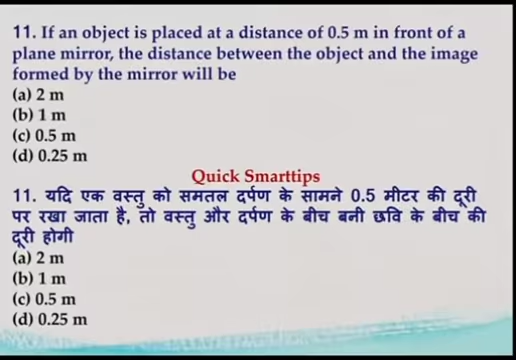 11. If an object is placed at a distance of 0.5 m in front of a
plane mirror, the distance between the object and the image
formed by the mirror will be
(a) 2 m
(b) 1 m
(c) 0.5 m
(d) 0.25 m
Quick Smarttips
11. यदि एक वस्तु को समतल दर्पण के सामने 0.5 मीटर की दूरी
पर रखा जाता है, तो वस्तु और दर्पण के बीच बनी छवि के बीच की
दूरी होगी
(a) 2 m
(b) 1 m
(c) 0.5 m
(d) 0.25 m